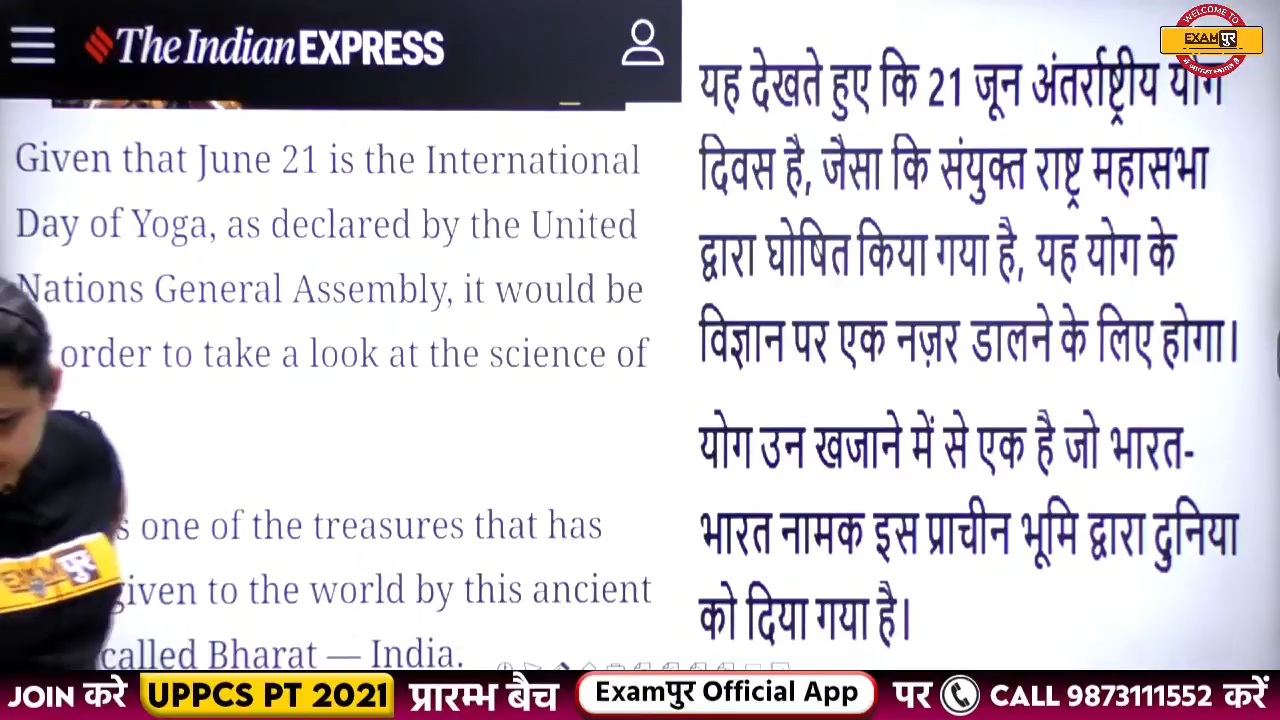 The Indian EXPRESS
Given that June 21 is the International
Day of Yoga, as declared by the United
Nations General Assembly, it would be
order to take a look at the science of
one of the treasures that has
given to the world by this ancient
called Bharat — India.
यह देखते हुए कि 21 जून अंतर्राष्ट्रीय योग
दिवस है, जैसा कि संयुक्त राष्ट्र महासभा
द्वारा घोषित किया गया है, यह योग के
विज्ञान पर एक नज़र डालने के लिए होगा।
योग उन खजाने में से एक है जो भारत-
भारत नामक इस प्राचीन भूमि द्वारा दुनिया
को दिया गया है।
WELCOME TO
EXAMपुर
EXAMपुर
JOIN करे UPPCS PT 2021 प्रारम्भ बैच Examपुर Official App पर CALL 9873111552 करें